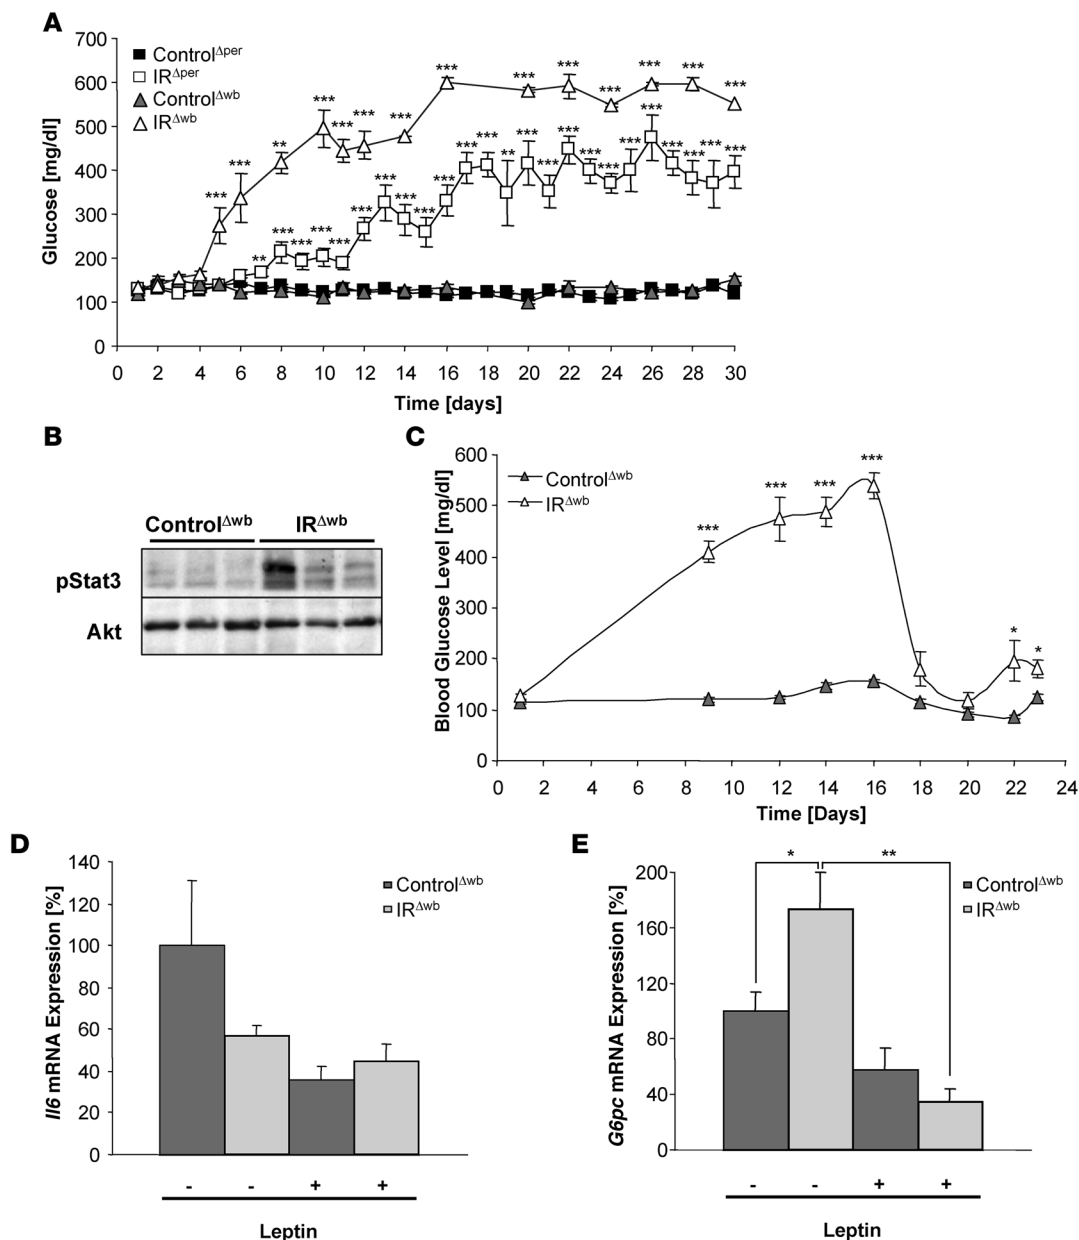 A
700
600
500
400
300
200
100
0
Glucose [mg/dl]
Control^Δper
IR^Δper
Control^Δwb
IR^Δwb
*** *** *** *** *** *** ***
*** *** *** ***
*** *** **
*** *** *** *** *** *** ** *** *** *** *** *** *** *** *** *** ***
*** *** *** ***
** *** *** *** ***
0 2 4 6 8 10 12 14 16 18 20 22 24 26 28 30
Time [days]
B
Control^Δwb IR^Δwb
pStat3
Akt
C
600
500
400
300
200
100
0
Blood Glucose Level [mg/dl]
Control^Δwb
IR^Δwb
*** *** *** ***
* *
0 2 4 6 8 10 12 14 16 18 20 22 24
Time [Days]
D
140
120
100
80
60
40
20
0
Il6 mRNA Expression [%]
Control^Δwb
IR^Δwb
- - + +
Leptin
E
200
160
120
80
40
0
G6pc mRNA Expression [%]
* **
Control^Δwb
IR^Δwb
- - + +
Leptin